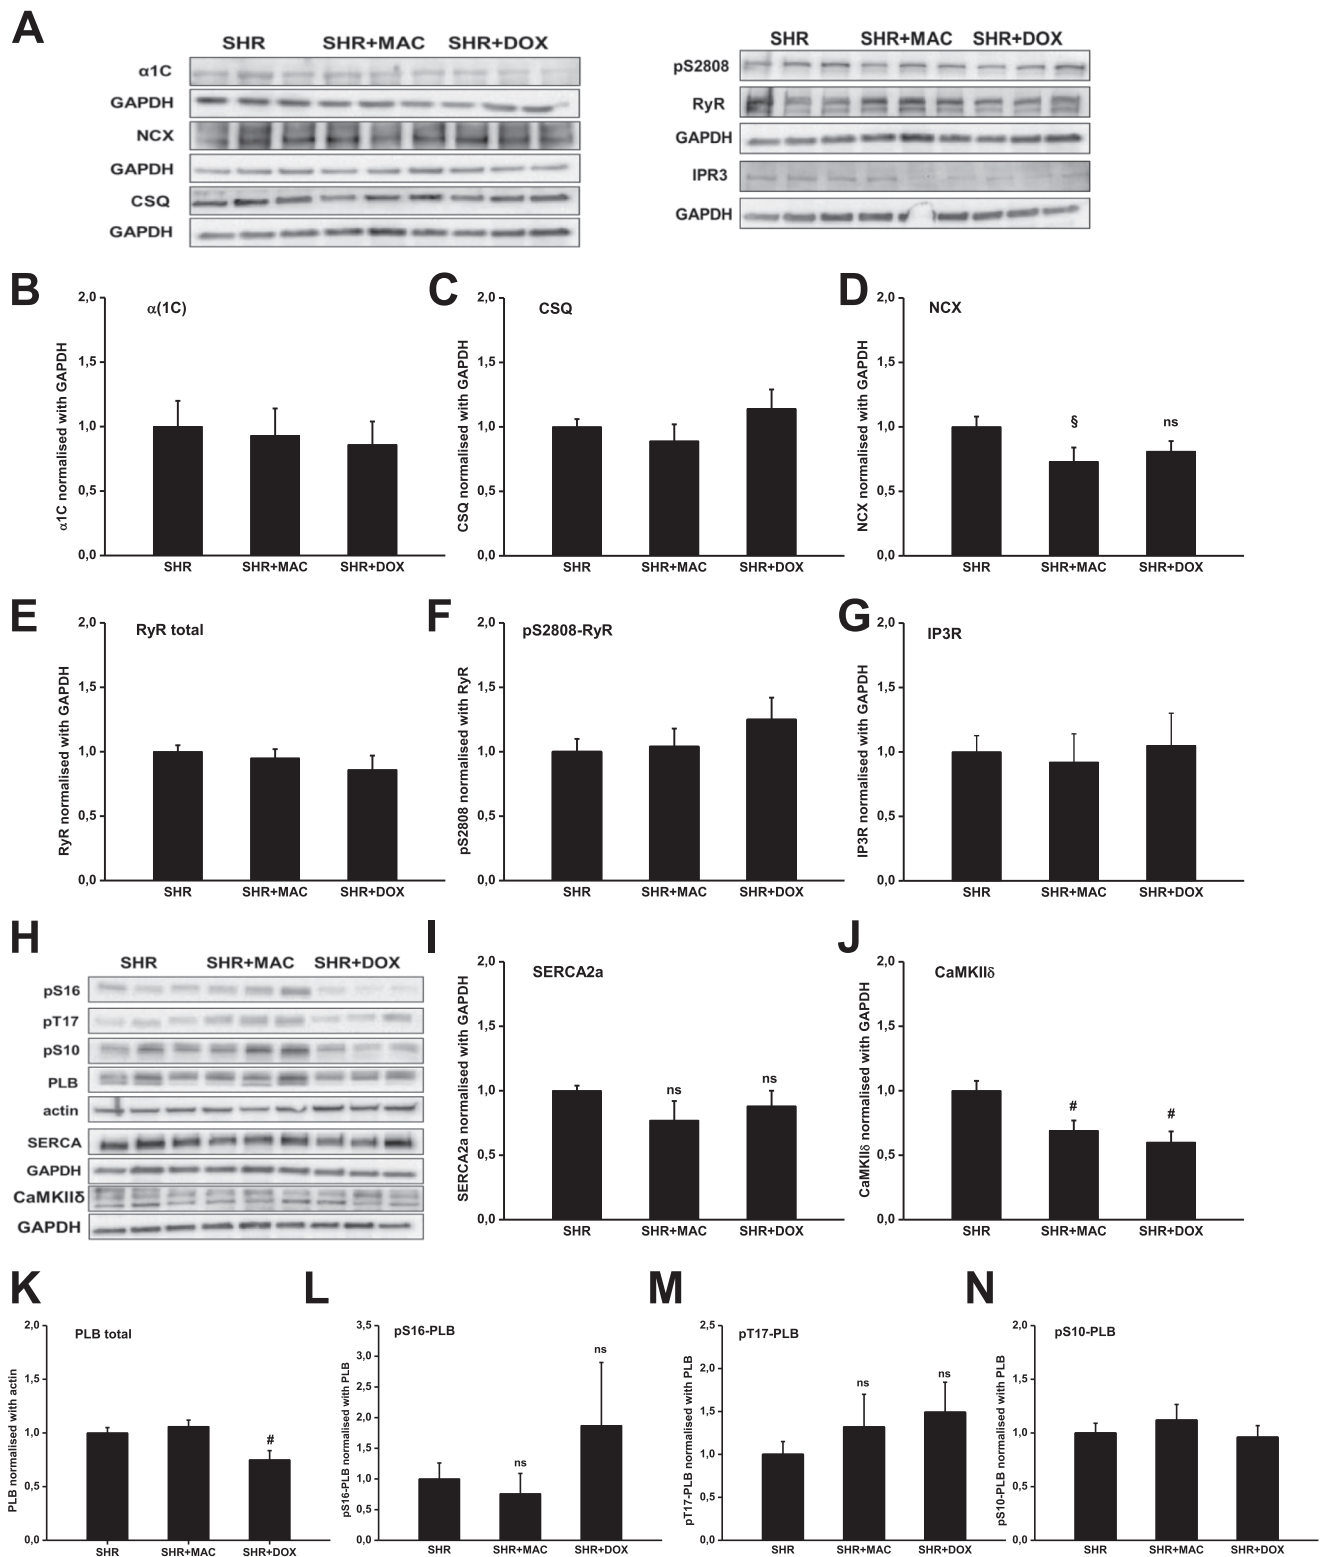 A
SHR SHR+MAC SHR+DOX
α1C
GAPDH
NCX
GAPDH
CSQ
GAPDH
SHR SHR+MAC SHR+DOX
pS2808
RyR
GAPDH
IPR3
GAPDH
B
α(1C)
α1C normalised with GAPDH
2,0
1,5
1,0
0,5
0,0
SHR SHR+MAC SHR+DOX
C
CSQ
CSQ normalised with GAPDH
2,0
1,5
1,0
0,5
0,0
SHR SHR+MAC SHR+DOX
D
NCX
NCX normalised with GAPDH
2,0
1,5
1,0
0,5
0,0
§ ns
SHR SHR+MAC SHR+DOX
E
RyR total
RyR normalised with GAPDH
2,0
1,5
1,0
0,5
0,0
SHR SHR+MAC SHR+DOX
F
pS2808-RyR
pS2808 normalised with RyR
2,0
1,5
1,0
0,5
0,0
SHR SHR+MAC SHR+DOX
G
IP3R
IP3R normalised with GAPDH
2,0
1,5
1,0
0,5
0,0
SHR SHR+MAC SHR+DOX
H
SHR SHR+MAC SHR+DOX
pS16
pT17
pS10
PLB
actin
SERCA
GAPDH
CaMKIIδ
GAPDH
I
SERCA2a
SERCA2a normalised with GAPDH
2,0
1,5
1,0
0,5
0,0
ns ns
SHR SHR+MAC SHR+DOX
J
CaMKIIδ
CaMKIIδ normalised with GAPDH
2,0
1,5
1,0
0,5
0,0
# #
SHR SHR+MAC SHR+DOX
K
PLB total
PLB normalised with actin
2,0
1,5
1,0
0,5
0,0
#
SHR SHR+MAC SHR+DOX
L
pS16-PLB
pS16-PLB normalised with PLB
3,5
3,0
2,5
2,0
1,5
1,0
0,5
0,0
ns ns
SHR SHR+MAC SHR+DOX
M
pT17-PLB
pT17-PLB normalised with PLB
2,5
2,0
1,5
1,0
0,5
0,0
ns ns
SHR SHR+MAC SHR+DOX
N
pS10-PLB
pS10-PLB normalised with PLB
2,0
1,5
1,0
0,5
0,0
SHR SHR+MAC SHR+DOX